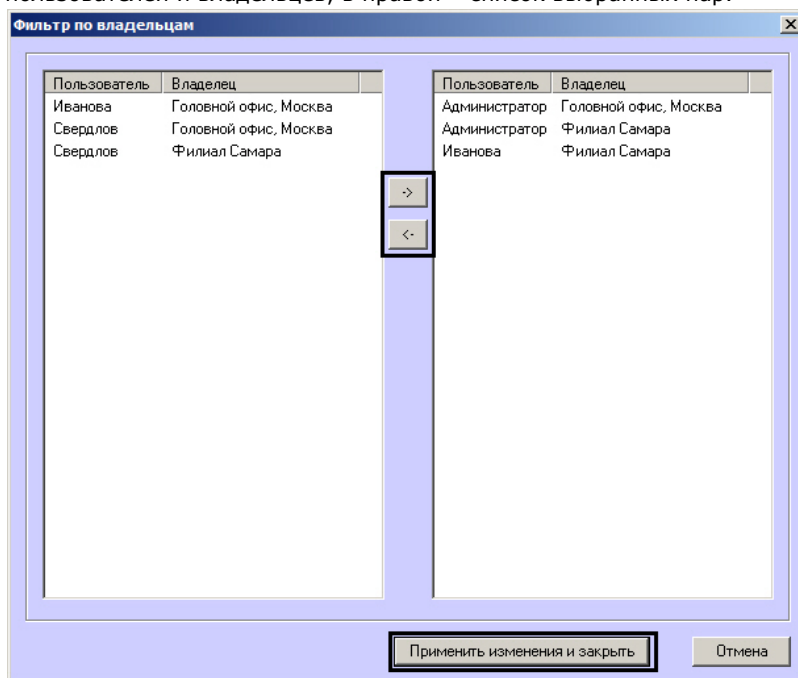 Фильтр по владельцам
Пользователь Владелец
Иванова Головной офис, Москва
Свердлов Головной офис, Москва
Свердлов Филиал Самара
->
<-
Пользователь Владелец
Администратор Головной офис, Москва
Администратор Филиал Самара
Иванова Филиал Самара
Применить изменения и закрыть
Отмена